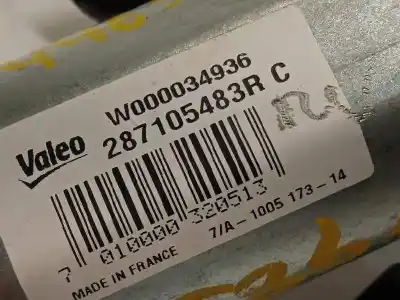 W000034936
Valeo 287105483R C
7 010000 320513
MADE IN FRANCE 7/A-1005 173-14